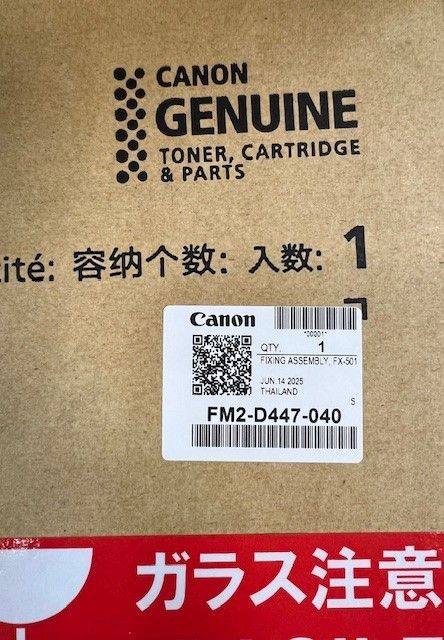 CANON
GENUINE
TONER, CARTRIDGE
& PARTS
ité: 容纳个数: 入数: 1
Canon
*00001*
QTY. 1
FIXING ASSEMBLY, FX-501
JUN.14 2025
THAILAND
S
FM2-D447-040
ガラス注意